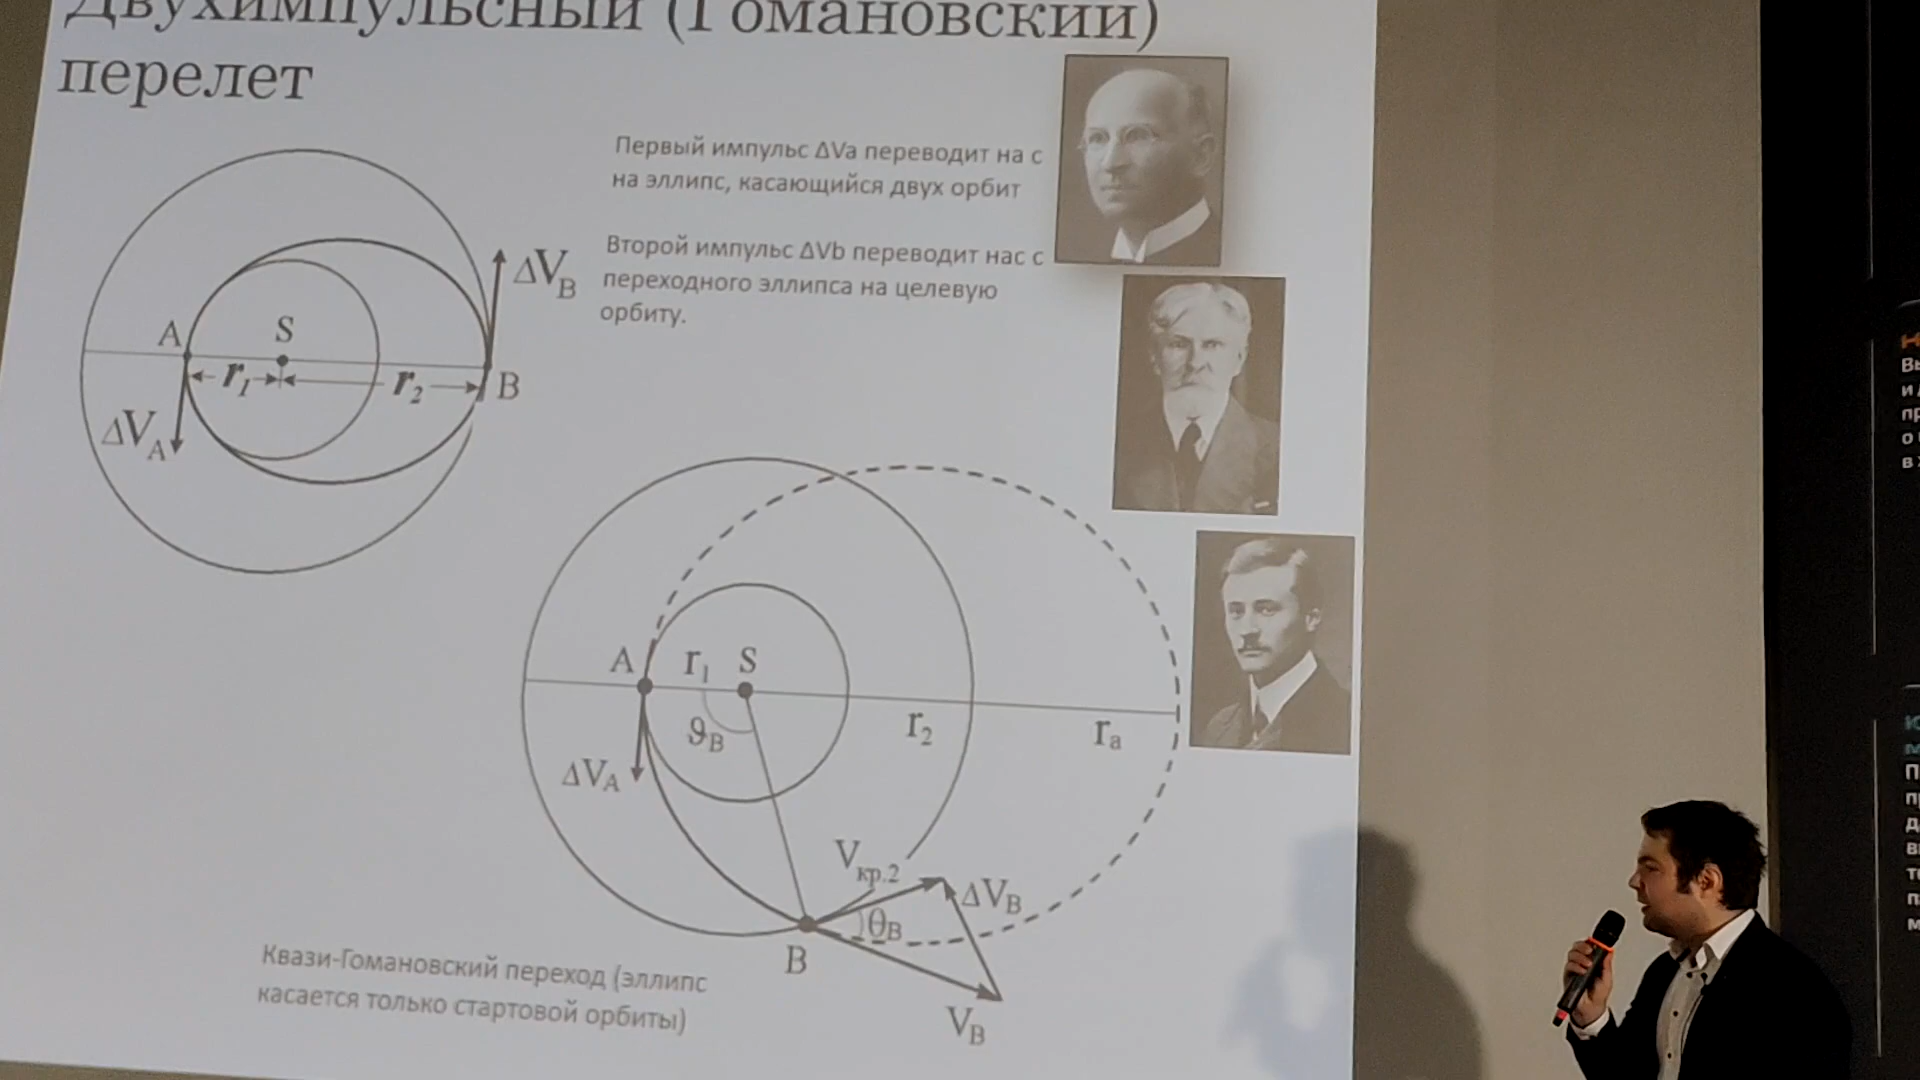 Двухимпульсный (Гомановский)
перелет
Первый импульс ΔVa переводит на с
на эллипс, касающийся двух орбит
Второй импульс ΔVb переводит нас с
переходного эллипса на целевую
орбиту.
ΔV_B
A
S
r_1
r_2
B
ΔV_A
A
r_1
S
ϑ_B
r_2
r_a
ΔV_A
V_кр.2
ΔV_B
θ_B
B
V_B
Квази-Гомановский переход (эллипс
касается только стартовой орбиты)